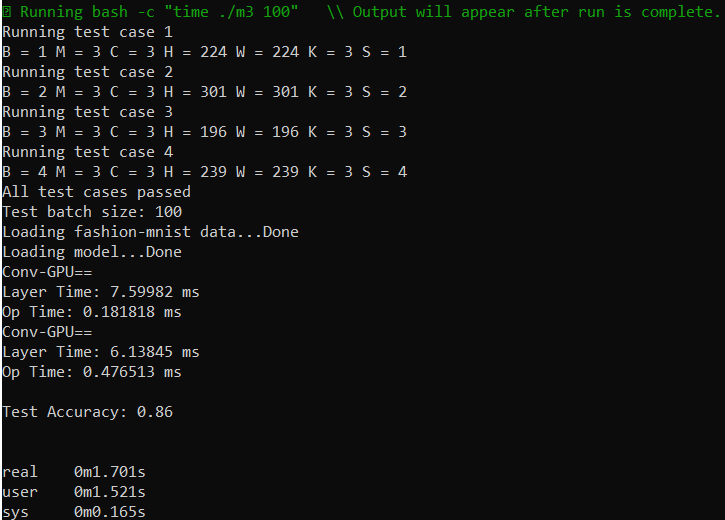 Running bash -c "time ./m3 100"   \\ Output will appear after run is complete.
Running test case 1
B = 1 M = 3 C = 3 H = 224 W = 224 K = 3 S = 1
Running test case 2
B = 2 M = 3 C = 3 H = 301 W = 301 K = 3 S = 2
Running test case 3
B = 3 M = 3 C = 3 H = 196 W = 196 K = 3 S = 3
Running test case 4
B = 4 M = 3 C = 3 H = 239 W = 239 K = 3 S = 4
All test cases passed
Test batch size: 100
Loading fashion-mnist data...Done
Loading model...Done
Conv-GPU==
Layer Time: 7.59982 ms
Op Time: 0.181818 ms
Conv-GPU==
Layer Time: 6.13845 ms
Op Time: 0.476513 ms
Test Accuracy: 0.86
real    0m1.701s
user    0m1.521s
sys     0m0.165s